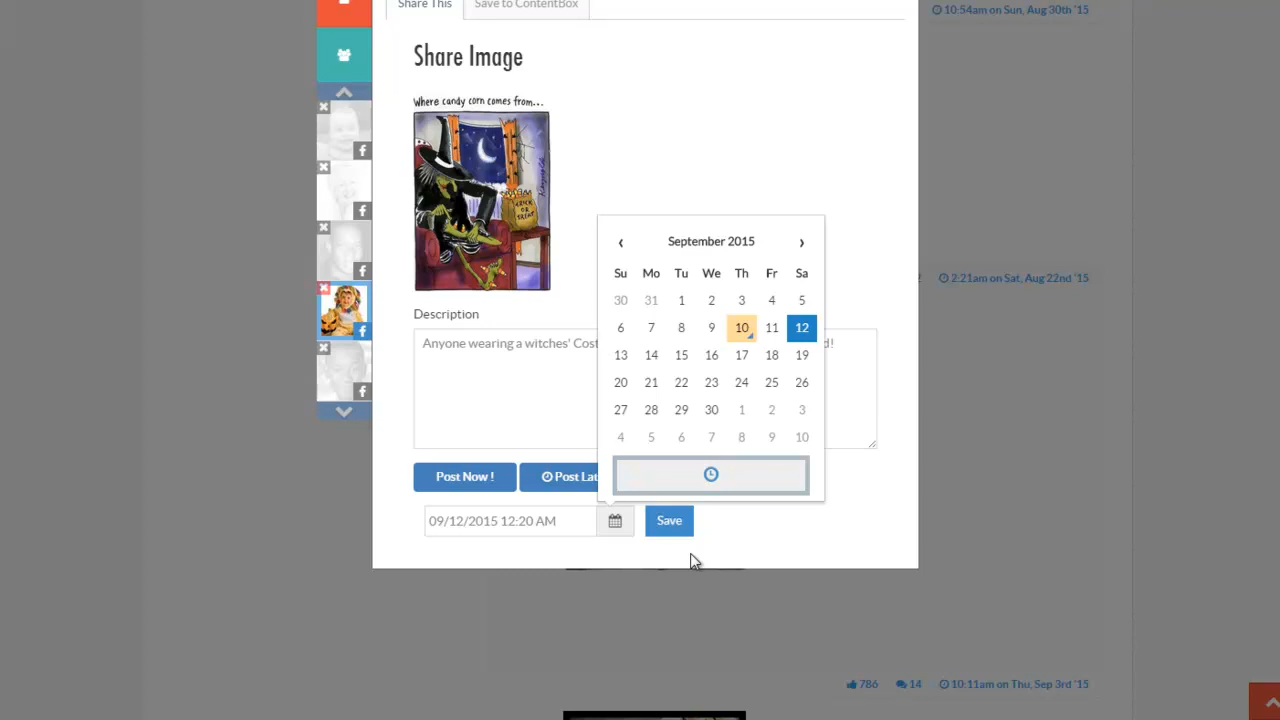 Share This
Save to ContentBox
10:54am on Sun, Aug 30th '15
Share Image
Where candy corn comes from...
TRICK
OR
TREAT
September 2015
Su Mo Tu We Th Fr Sa
30 31 1 2 3 4 5
6 7 8 9 10 11 12
13 14 15 16 17 18 19
20 21 22 23 24 25 26
27 28 29 30 1 2 3
4 5 6 7 8 9 10
2:21am on Sat, Aug 22nd '15
Description
Anyone wearing a witches' Cost
d!
Post Now !
Post Lat
09/12/2015 12:20 AM
Save
786 14 10:11am on Thu, Sep 3rd '15